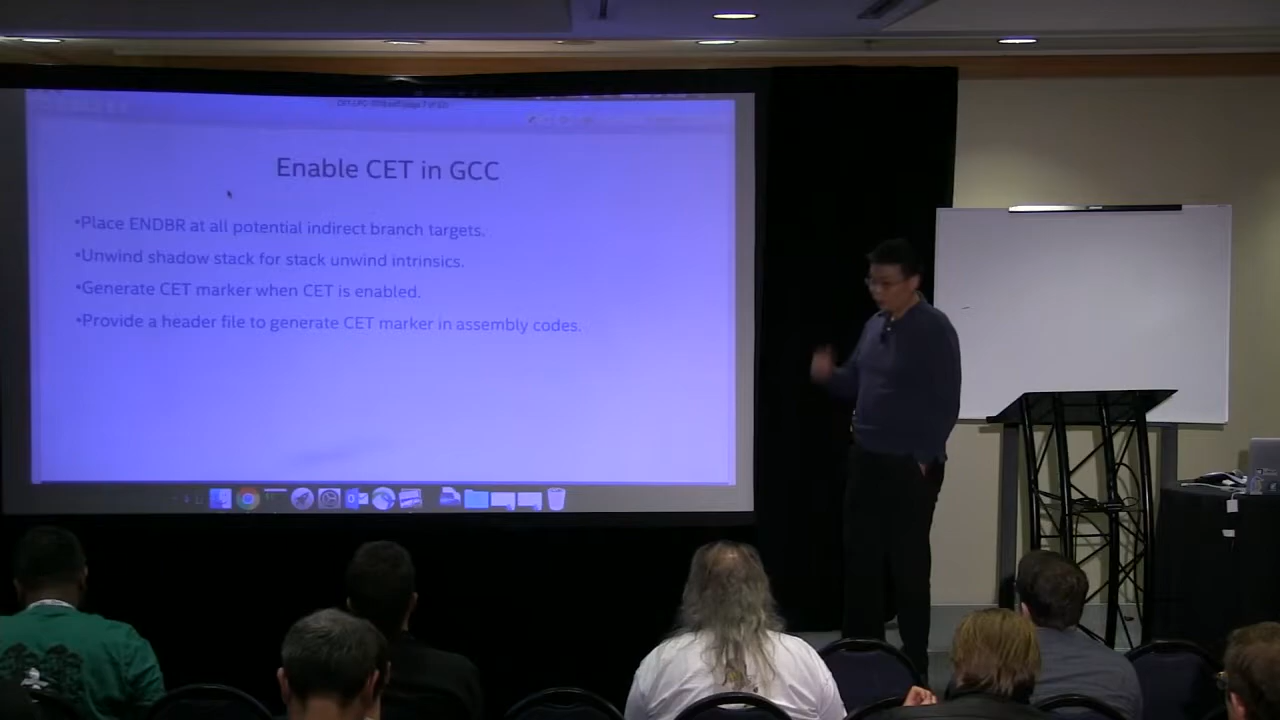 Enable CET in GCC
•Place ENDBR at all potential indirect branch targets.
•Unwind shadow stack for stack unwind intrinsics.
•Generate CET marker when CET is enabled.
•Provide a header file to generate CET marker in assembly codes.